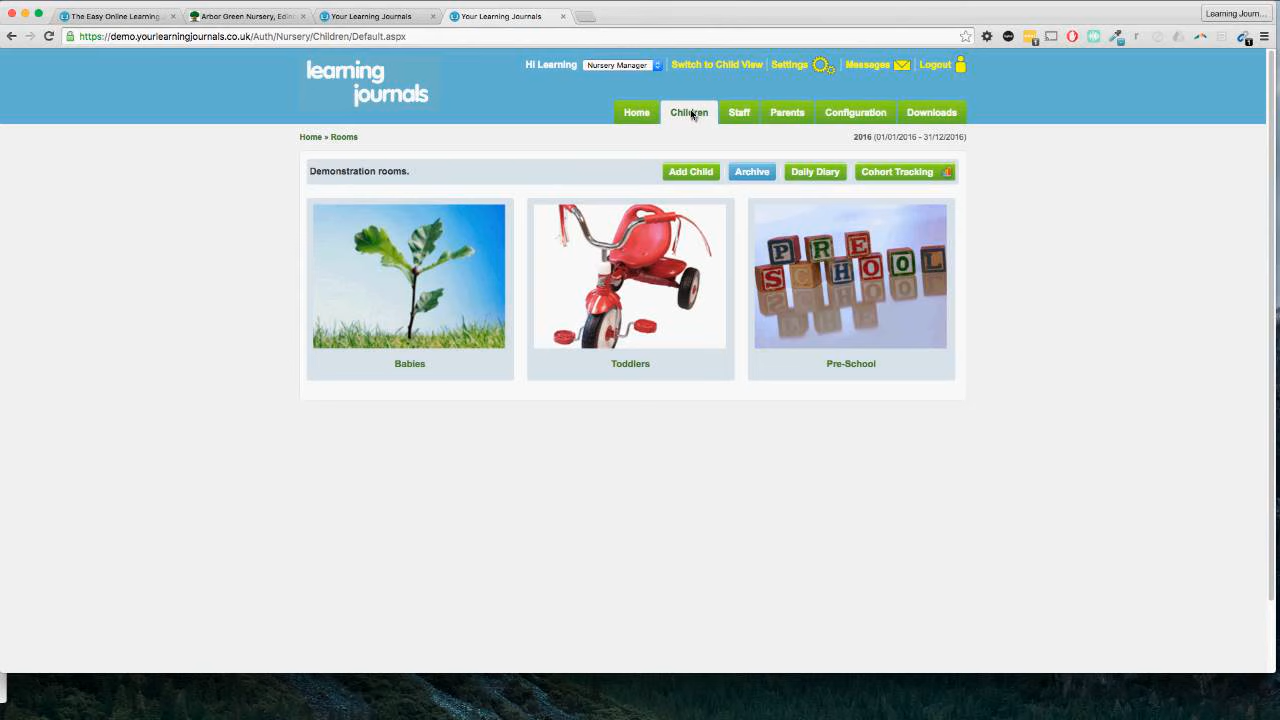 The Easy Online Learning
Arbor Green Nursery, Edin
Your Learning Journals
Your Learning Journals
Learning Journ...
https://demo.yourlearningjournals.co.uk/Auth/Nursery/Children/Default.aspx
learning
journals
Hi Learning Nursery Manager Switch to Child View Settings Messages Logout
Home Children Staff Parents Configuration Downloads
Home » Rooms 2016 (01/01/2016 - 31/12/2016)
Demonstration rooms. Add Child Archive Daily Diary Cohort Tracking
PRE
SCHOOL
Babies Toddlers Pre-School